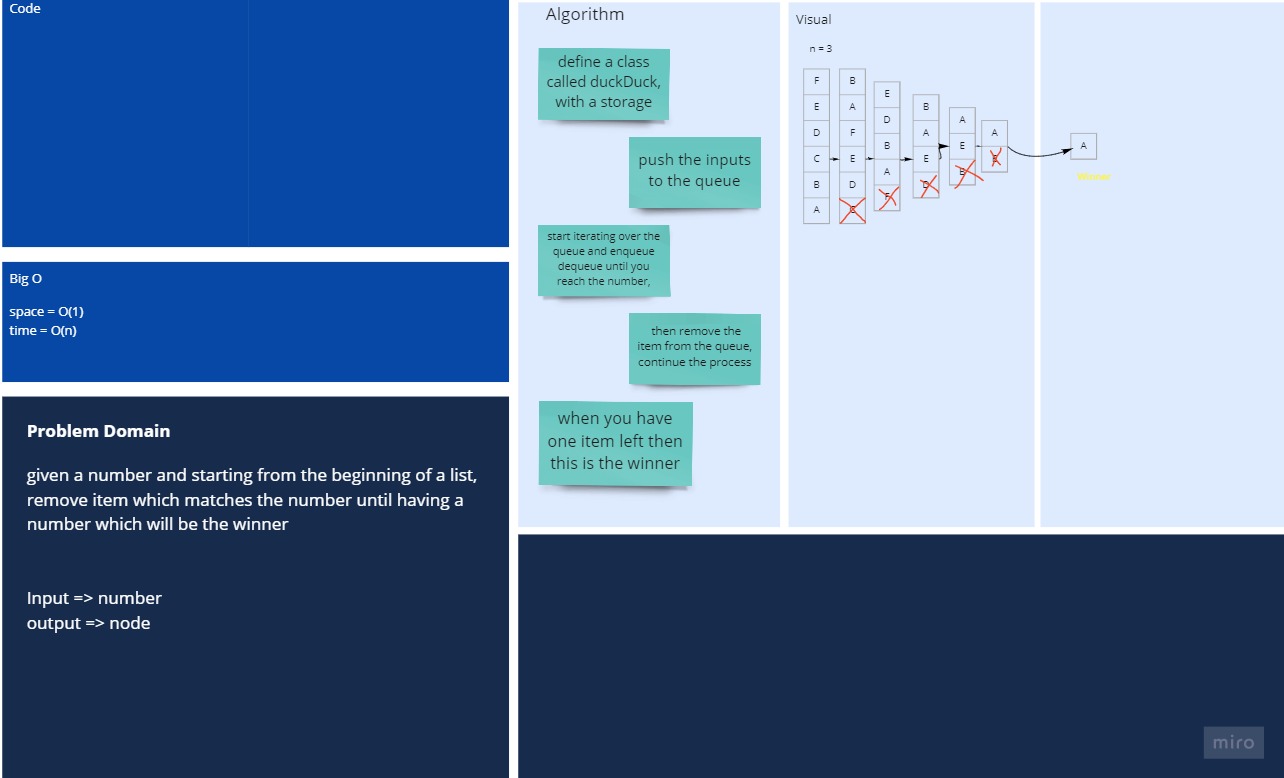 Code
Big O
space = O(1)
time = O(n)
Problem Domain
given a number and starting from the beginning of a list,
remove item which matches the number until having a
number which will be the winner
Input => number
output => node
Algorithm
define a class
called duckDuck,
with a storage
push the inputs
to the queue
start iterating over the
queue and enqueue
dequeue until you
reach the number,
then remove the
item from the queue,
continue the process
when you have
one item left then
this is the winner
Visual
n = 3
F
E
D
C
B
A
B
A
F
E
D
C
E
D
B
A
F
B
A
E
D
A
E
B
A
A
Winner
miro